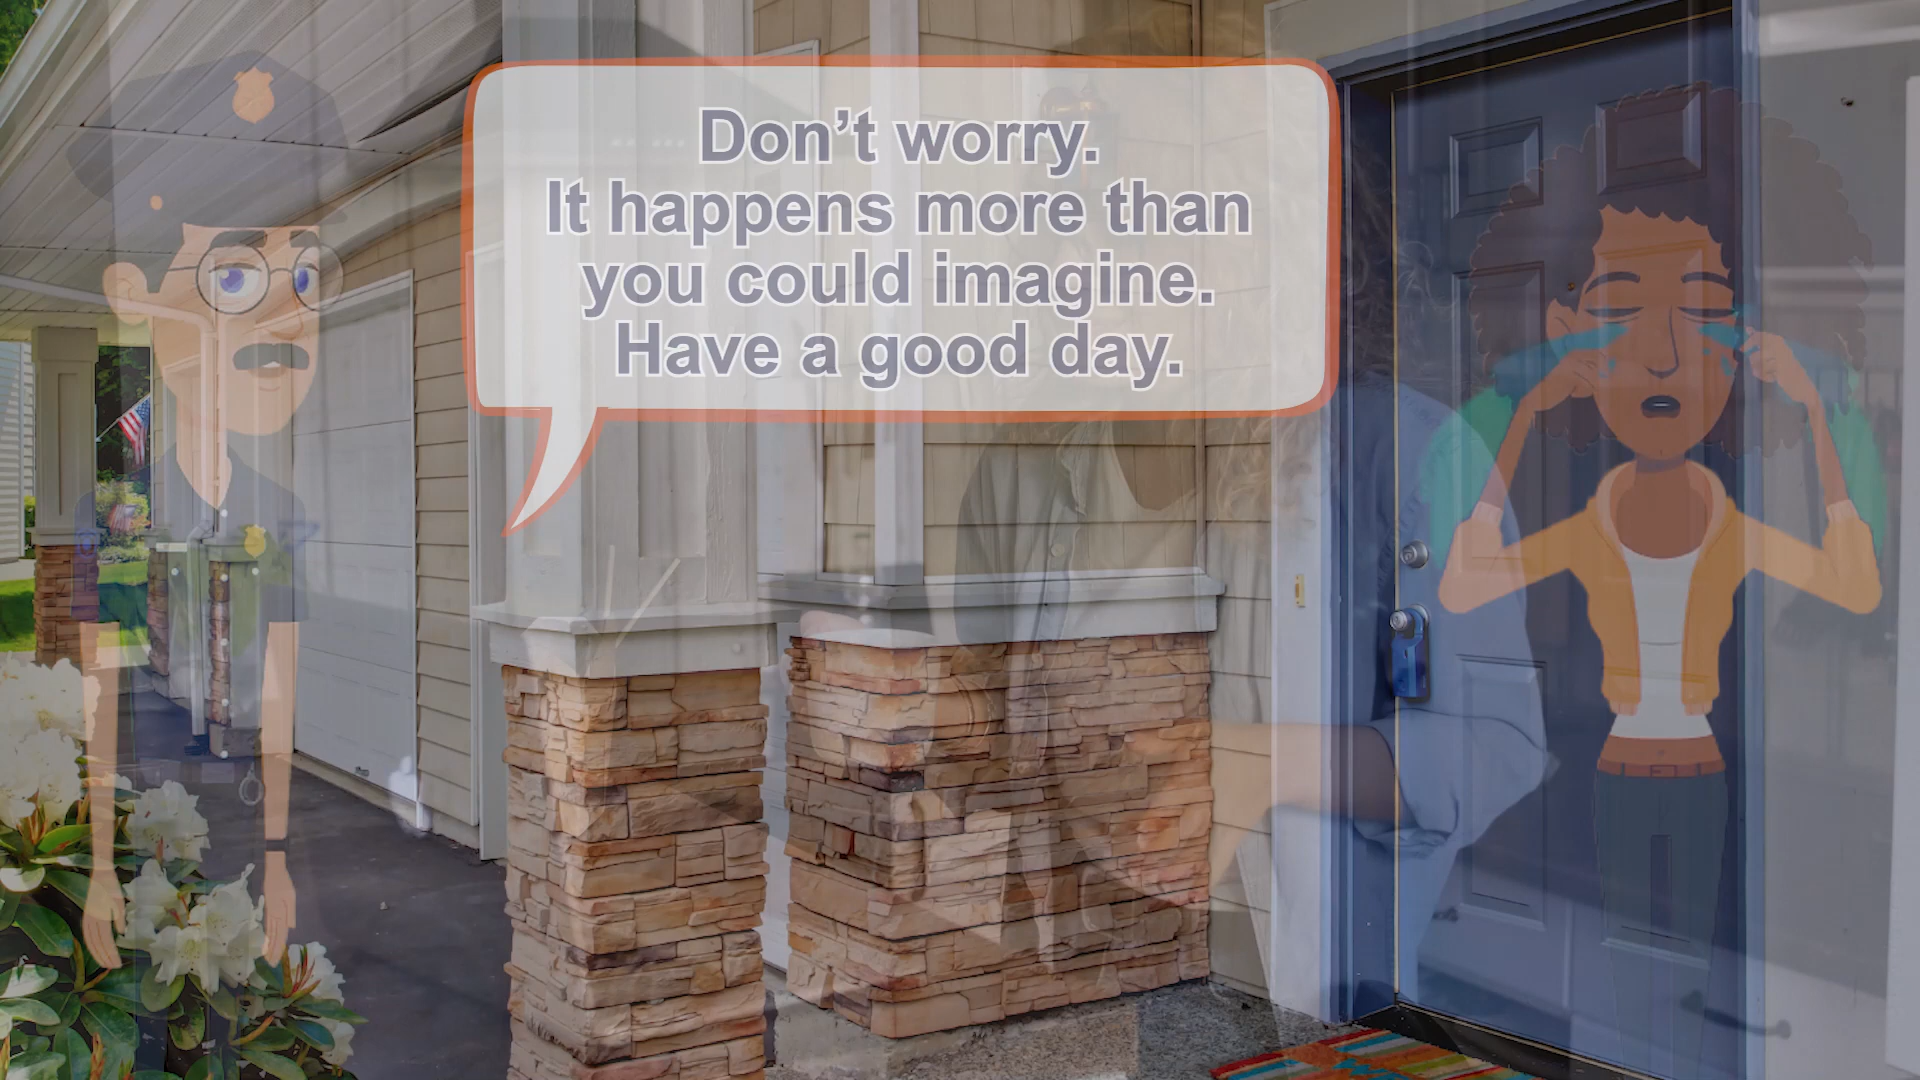 Don’t worry.
It happens more than
you could imagine.
Have a good day.